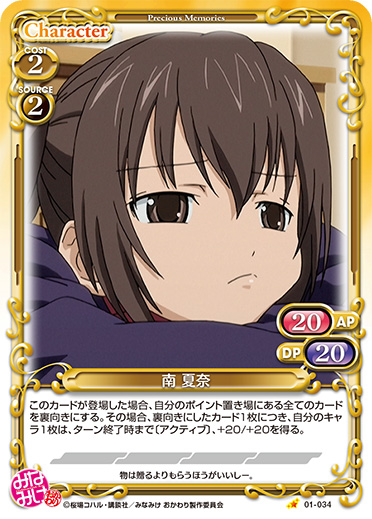 Precious Memories
Character
COST
2
SOURCE
2
20 AP
DP 20
南 夏奈
このカードが登場した場合、自分のポイント置き場にある全てのカード
を裏向きにする。その場合、裏向きにしたカード1枚につき、自分のキャ
ラ1枚は、ターン終了時まで〔アクティブ〕、+20/+20を得る。
物は贈るよりもらうほうがいいしー。
みなみけ
©桜場コハル・講談社/みなみけ おかわり製作委員会
01-034